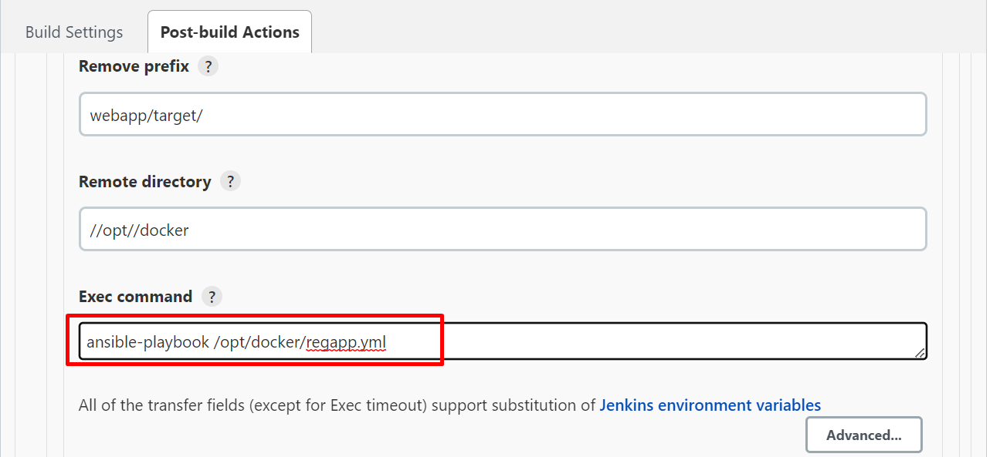 Build Settings
Post-build Actions
Remove prefix ?
webapp/target/
Remote directory ?
//opt//docker
Exec command ?
ansible-playbook /opt/docker/regapp.yml
All of the transfer fields (except for Exec timeout) support substitution of Jenkins environment variables
Advanced...